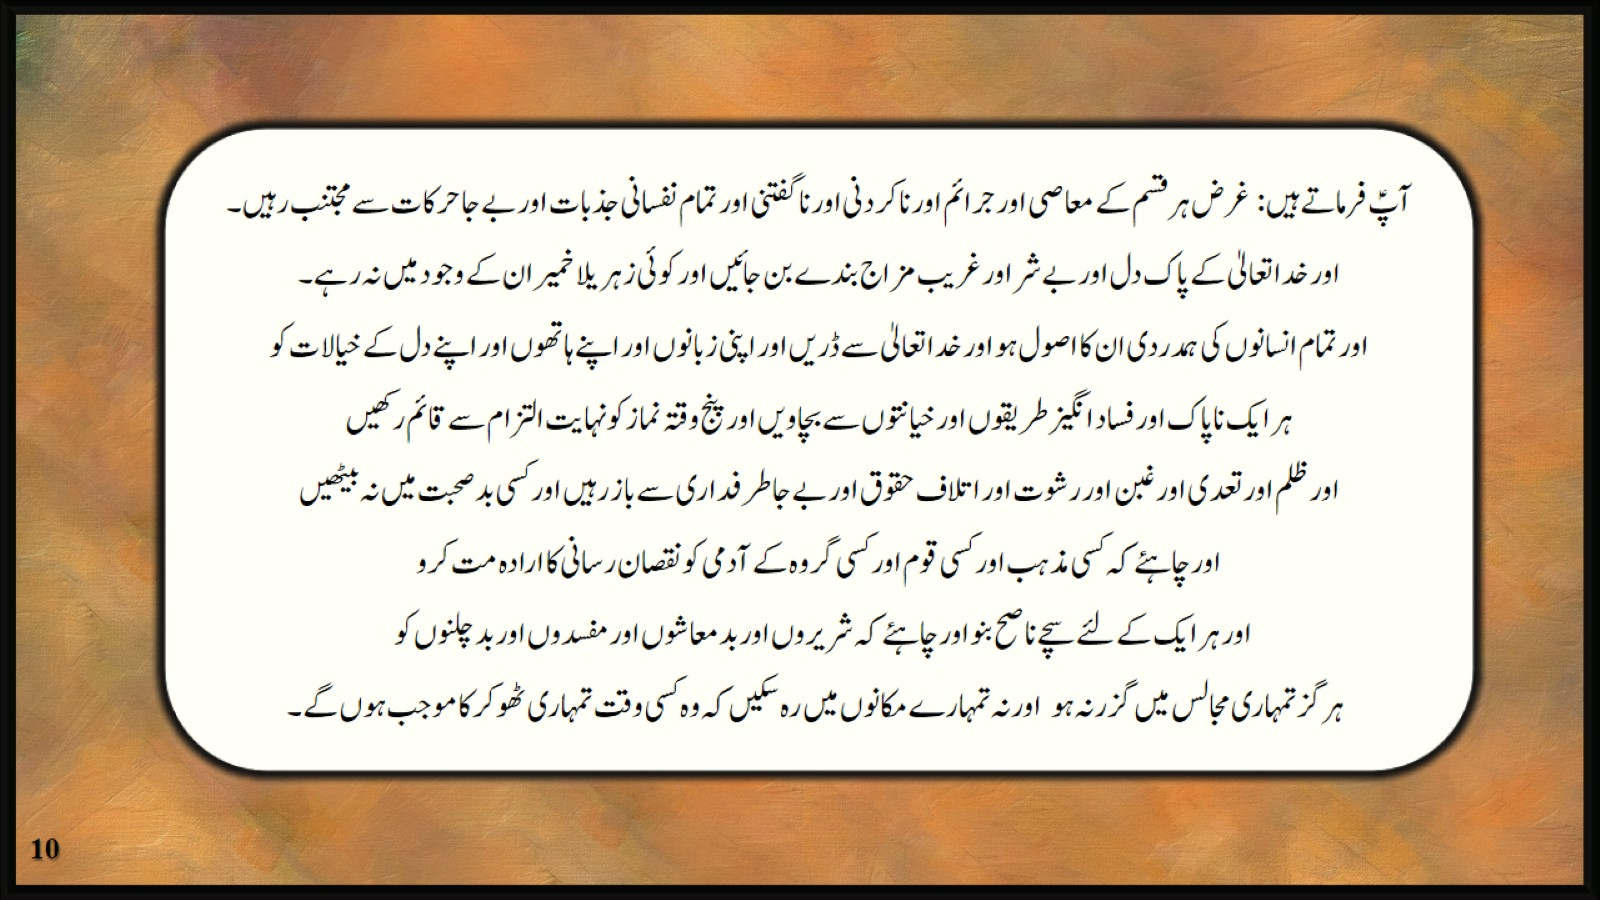 آپؑ فرماتے ہیں: غرض ہر قسم کے معاصی اور جرائم اور ناکردنی اور ناگفتنی اور تمام نفسانی جذبات اور بے جا حرکات سے مجتنب رہیں۔
اور خدا تعالیٰ کے پاک دل اور بے شر اور غریب مزاج بندے بن جائیں اور کوئی زہریلا خمیر ان کے وجود میں نہ رہے۔
اور تمام انسانوں کی ہمدردی ان کا اصول ہو اور خدا تعالیٰ سے ڈریں اور اپنی زبانوں اور اپنے ہاتھوں اور اپنے دل کے خیالات کو
ہر ایک ناپاک اور فساد انگیز طریقوں اور خیانتوں سے بچاویں اور پنج وقتہ نماز کو نہایت التزام سے قائم رکھیں
اور ظلم اور تعدی اور غبن اور رشوت اور اتلاف حقوق اور بے جا طرفداری سے باز رہیں اور کسی بد صحبت میں نہ بیٹھیں
اور چاہئے کہ کسی مذہب اور کسی قوم اور کسی گروہ کے آدمی کو نقصان رسانی کا ارادہ مت کرو
اور ہر ایک کے لئے سچے ناصح بنو اور چاہئے کہ شریروں اور بدمعاشوں اور مفسدوں اور بدچلنوں کو
ہر گز تمہاری مجالس میں گزر نہ ہو اور نہ تمہارے مکانوں میں رہ سکیں کہ وہ کسی وقت تمہاری ٹھوکر کا موجب ہوں گے۔
10